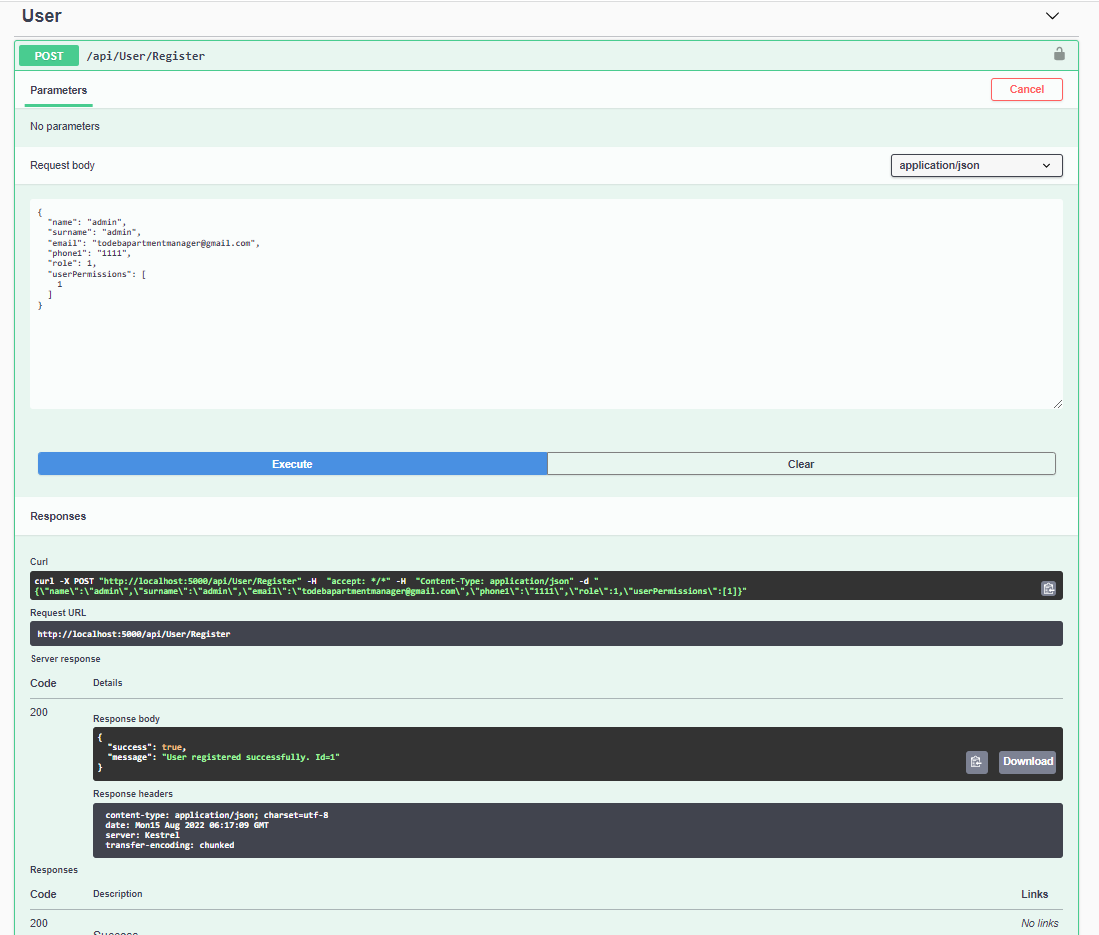 User
POST /api/User/Register
Parameters Cancel
No parameters
Request body application/json
{
  "name": "admin",
  "surname": "admin",
  "email": "todebapartmentmanager@gmail.com",
  "phone1": "1111",
  "role": 1,
  "userPermissions": [
    1
  ]
}
Execute Clear
Responses
Curl
curl -X POST "http://localhost:5000/api/User/Register" -H  "accept: */*" -H  "Content-Type: application/json" -d "
{\"name\":\"admin\",\"surname\":\"admin\",\"email\":\"todebapartmentmanager@gmail.com\",\"phone1\":\"1111\",\"role\":1,\"userPermissions\":[1]}"
Request URL
http://localhost:5000/api/User/Register
Server response
Code Details
200
Response body
{
  "success": true,
  "message": "User registered successfully. Id=1"
}
Download
Response headers
content-type: application/json; charset=utf-8
date: Mon15 Aug 2022 06:17:09 GMT
server: Kestrel
transfer-encoding: chunked
Responses
Code Description Links
200 No links
Success